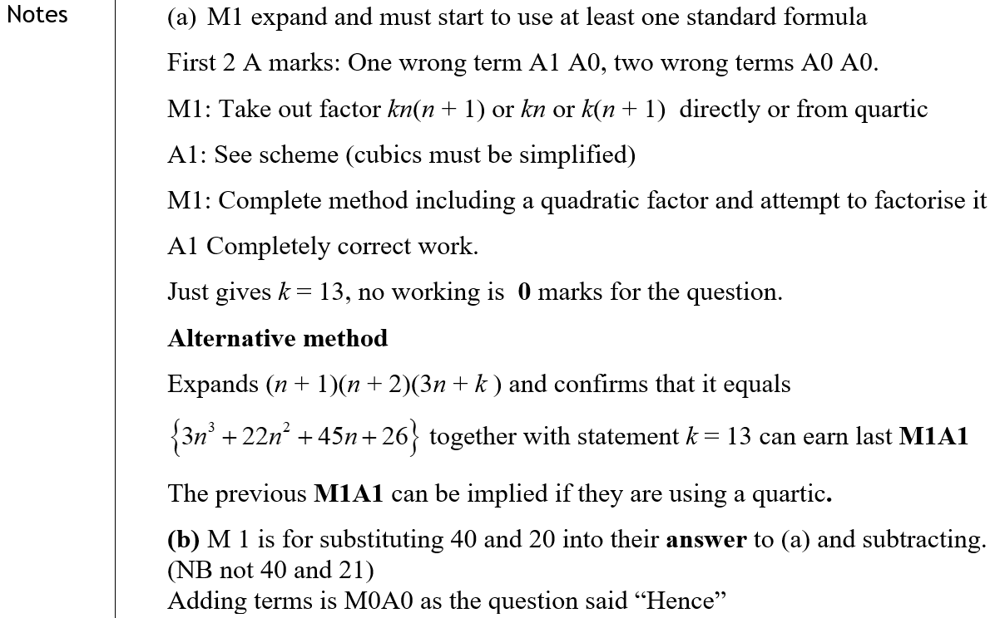 Notes
(a) M1 expand and must start to use at least one standard formula
First 2 A marks: One wrong term A1 A0, two wrong terms A0 A0.
M1: Take out factor kn(n + 1) or kn or k(n + 1) directly or from quartic
A1: See scheme (cubics must be simplified)
M1: Complete method including a quadratic factor and attempt to factorise it
A1 Completely correct work.
Just gives k = 13, no working is 0 marks for the question.
Alternative method
Expands (n + 1)(n + 2)(3n + k ) and confirms that it equals
{3n³ + 22n² + 45n + 26} together with statement k = 13 can earn last M1A1
The previous M1A1 can be implied if they are using a quartic.
(b) M 1 is for substituting 40 and 20 into their answer to (a) and subtracting.
(NB not 40 and 21)
Adding terms is M0A0 as the question said “Hence”